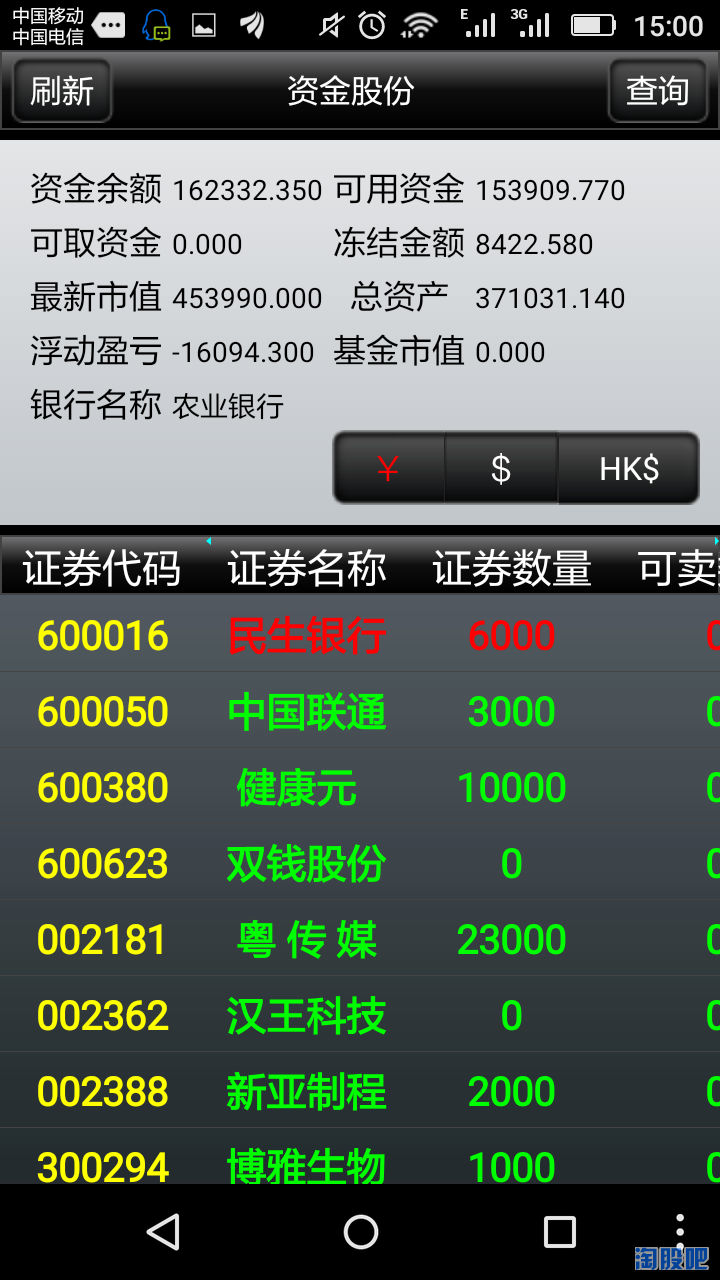 中国移动
中国电信
E
3G
15:00
刷新 资金股份 查询
资金余额 162332.350 可用资金 153909.770
可取资金 0.000 冻结金额 8422.580
最新市值 453990.000 总资产 371031.140
浮动盈亏 -16094.300 基金市值 0.000
银行名称 农业银行
¥ $ HK$
证券代码 证券名称 证券数量 可卖
600016 民生银行 6000 0
600050 中国联通 3000 0
600380 健康元 10000 0
600623 双钱股份 0 0
002181 粤 传 媒 23000 0
002362 汉王科技 0 0
002388 新亚制程 2000 0
300294 博雅生物 1000 0
淘股吧